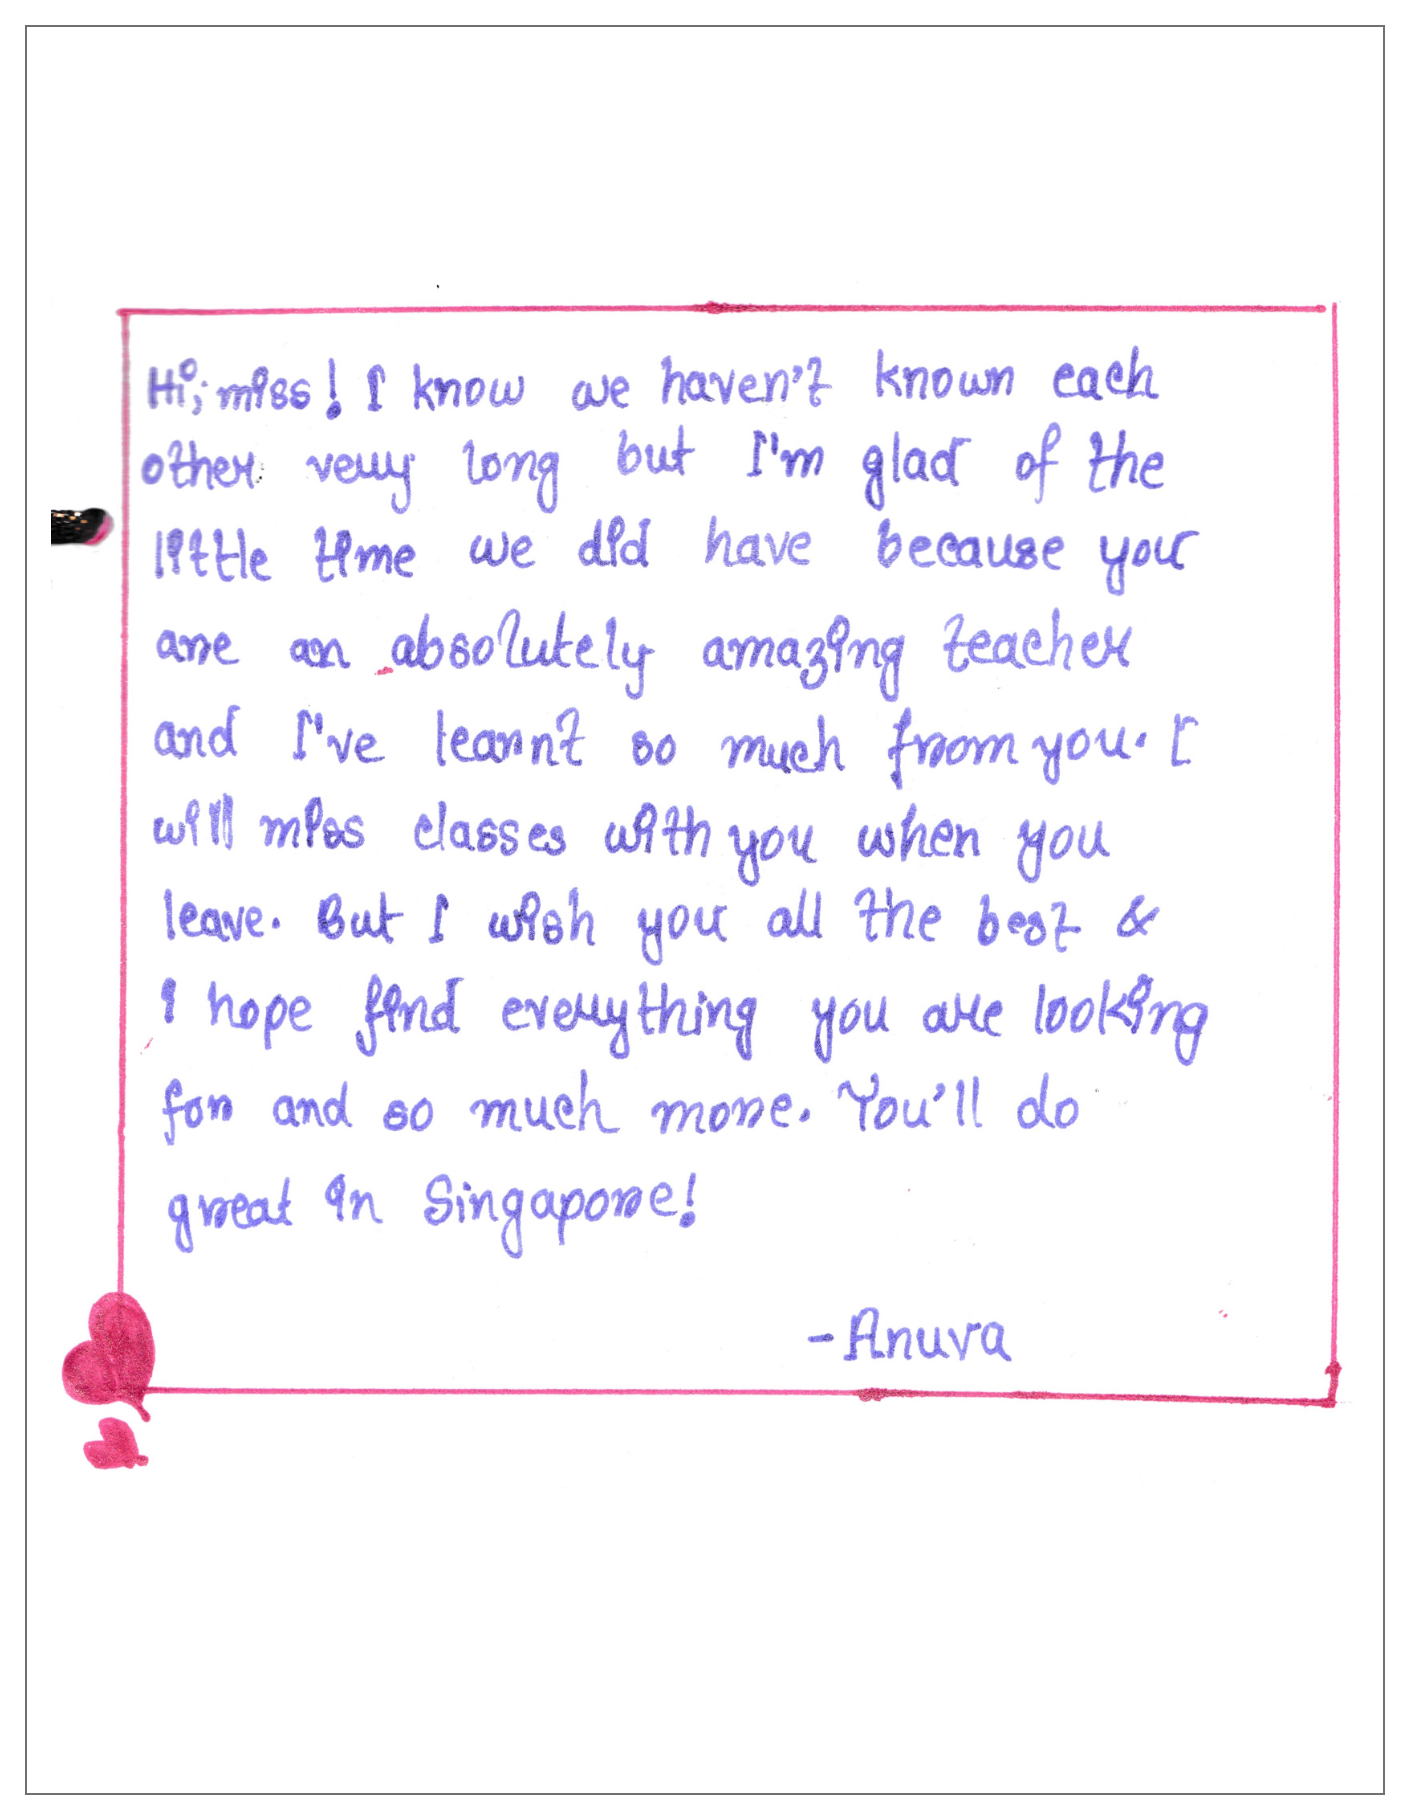 Hi, miss! I know we haven't known each
other very long but I'm glad of the
little time we did have because you
are an absolutely amazing teacher
and I've learnt so much from you. I
will miss classes with you when you
leave. But I wish you all the best &
I hope find everything you are looking
for and so much more. You'll do
great in Singapore!
-Anuva